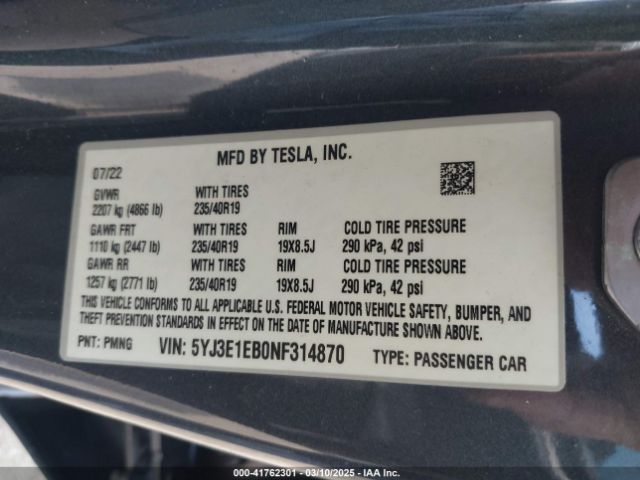 MFD BY TESLA, INC.
07/22
GVWR WITH TIRES
2207 kg (4866 lb) 235/40R19
GAWR FRT WITH TIRES RIM COLD TIRE PRESSURE
1110 kg (2447 lb) 235/40R19 19X8.5J 290 kPa, 42 psi
GAWR RR WITH TIRES RIM COLD TIRE PRESSURE
1257 kg (2771 lb) 235/40R19 19X8.5J 290 kPa, 42 psi
THIS VEHICLE CONFORMS TO ALL APPLICABLE U.S. FEDERAL MOTOR VEHICLE SAFETY, BUMPER, AND
THEFT PREVENTION STANDARDS IN EFFECT ON THE DATE OF MANUFACTURE SHOWN ABOVE.
PNT: PMNG VIN: 5YJ3E1EB0NF314870 TYPE: PASSENGER CAR
000-41762301 - 03/10/2025 - IAA Inc.